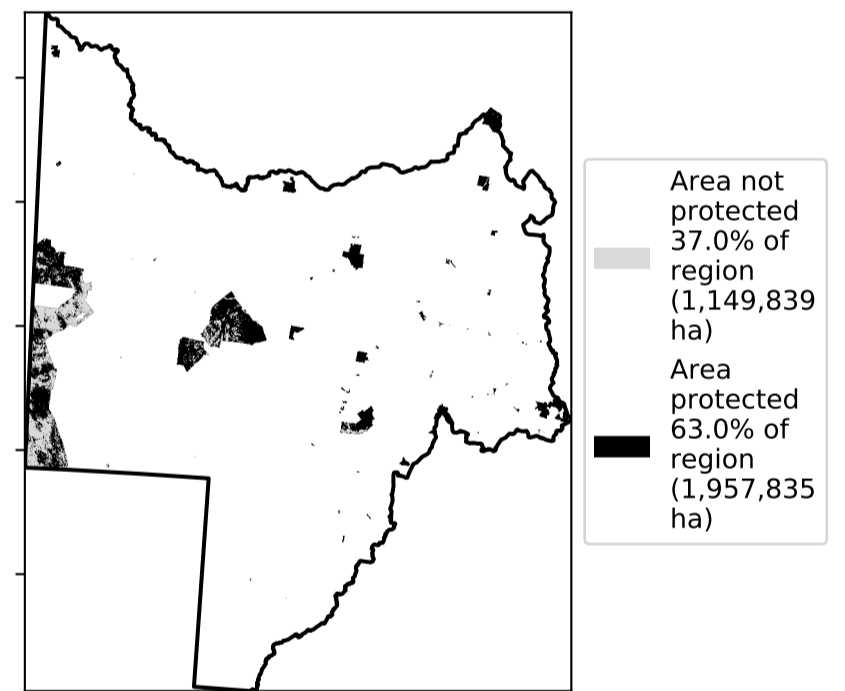 Area not
protected
37.0% of
region
(1,149,839
ha)
Area
protected
63.0% of
region
(1,957,835
ha)